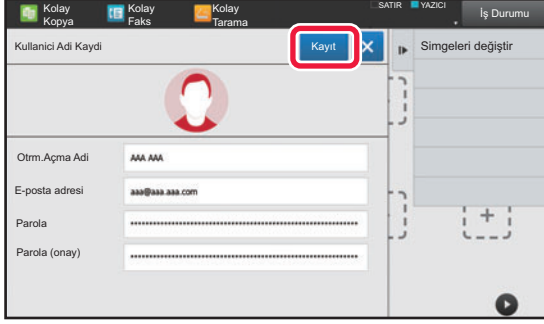 Kolay Kopya
Kolay Faks
Kolay Tarama
SATIR
YAZICI
İş Durumu
Kullanici Adi Kaydi
Kayıt
Simgeleri değiştir
Otrm.Açma Adi
AAA AAA
E-posta adresi
aaa@aaa.aaa.com
Parola
Parola (onay)